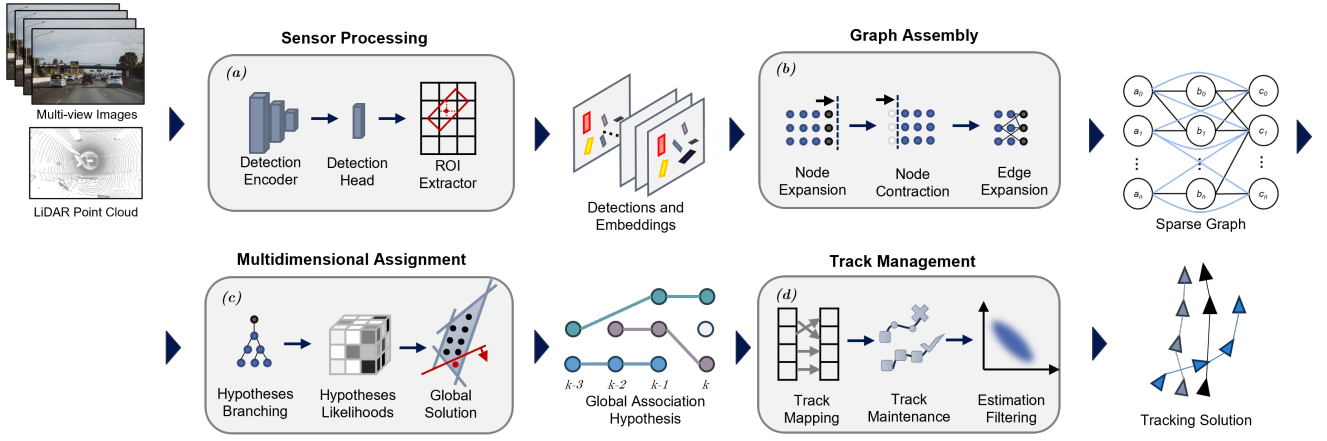 Sensor Processing
Graph Assembly
(a)
(b)
Multi-view Images
LiDAR Point Cloud
Detection
Encoder
Detection
Head
ROI
Extractor
Detections and
Embeddings
Node
Expansion
Node
Contraction
Edge
Expansion
a0 b0 c0
a1 b1 c1
an bn cn
Sparse Graph
Multidimensional Assignment
Track Management
(c)
(d)
Hypotheses
Branching
Hypotheses
Likelihoods
Global
Solution
k-3 k-2 k-1 k
Global Association
Hypothesis
Track
Mapping
Track
Maintenance
Estimation
Filtering
Tracking Solution